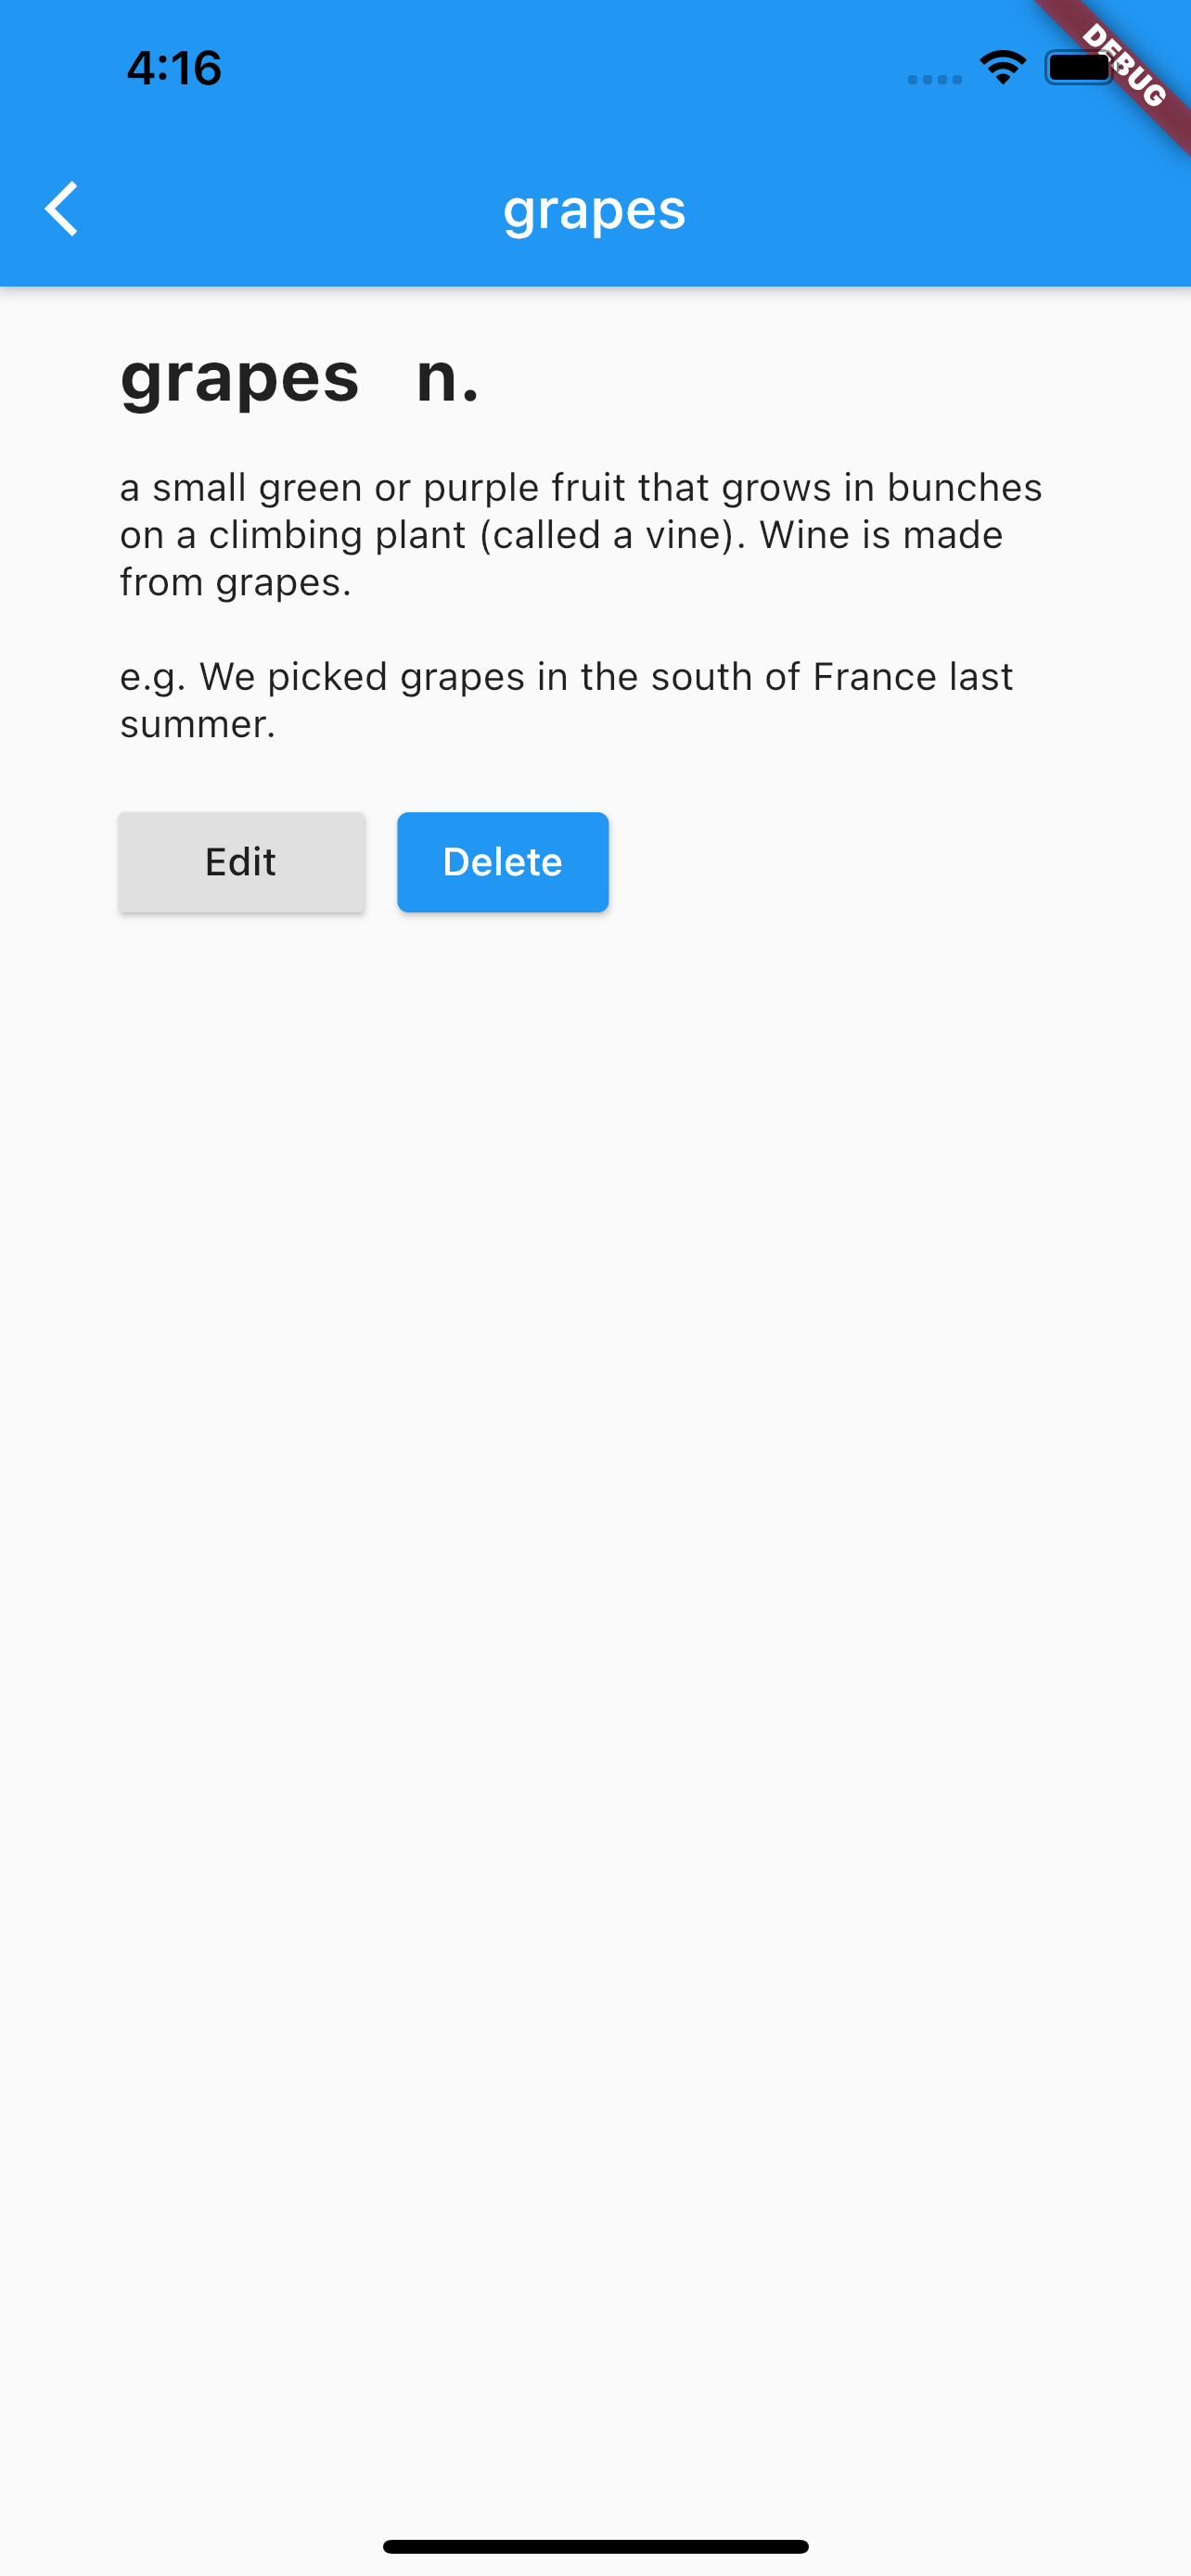 4:16
DEBUG
grapes
grapes n.
a small green or purple fruit that grows in bunches
on a climbing plant (called a vine). Wine is made
from grapes.
e.g. We picked grapes in the south of France last
summer.
Edit
Delete